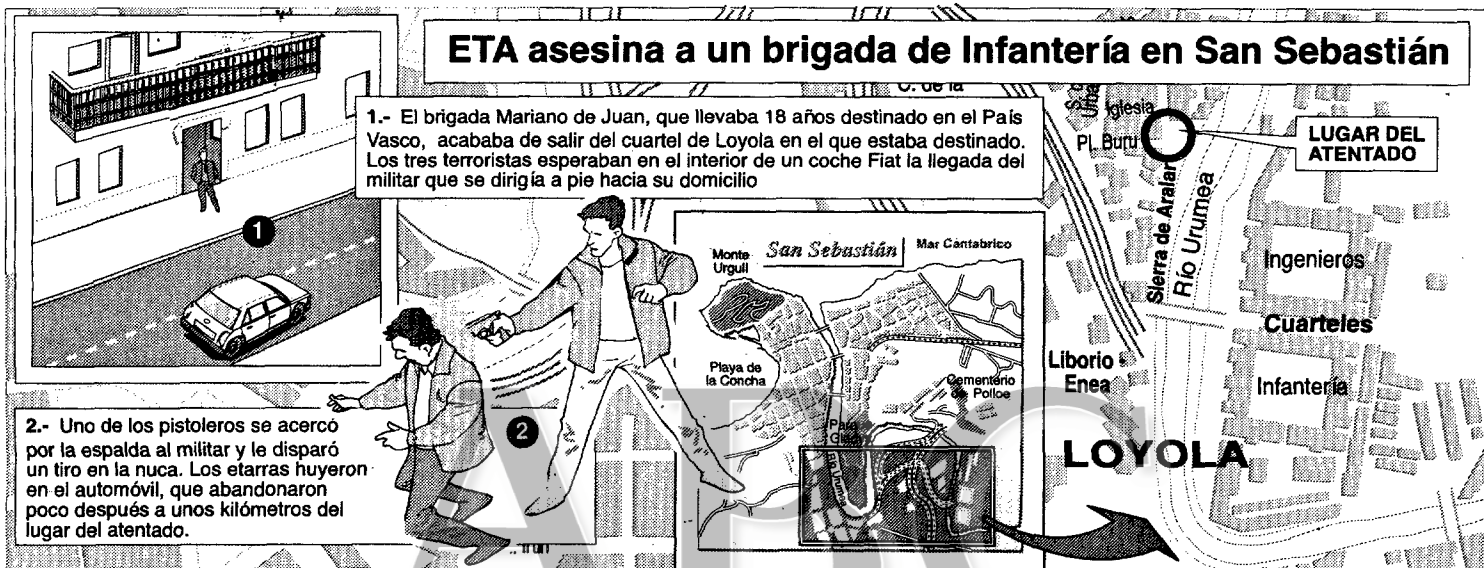 ETA asesina a un brigada de Infantería en San Sebastián
1.- El brigada Mariano de Juan, que llevaba 18 años destinado en el País
Vasco, acababa de salir del cuartel de Loyola en el que estaba destinado.
Los tres terroristas esperaban en el interior de un coche Fiat la llegada del
militar que se dirigía a pie hacia su domicilio
1
2.- Uno de los pistoleros se acercó
por la espalda al militar y le disparó
un tiro en la nuca. Los etarras huyeron
en el automóvil, que abandonaron
poco después a unos kilómetros del
lugar del atentado.
2
San Sebastián
Mar Cantabrico
Monte
Urgull
Playa de
la Concha
Cementerio
de Polloe
Río Urumea
Iglesia
Pl. Buru
LUGAR DEL
ATENTADO
Sierra de Aralar
Río Urumea
Ingenieros
Cuarteles
Infantería
Liborio
Enea
LOYOLA
ABC